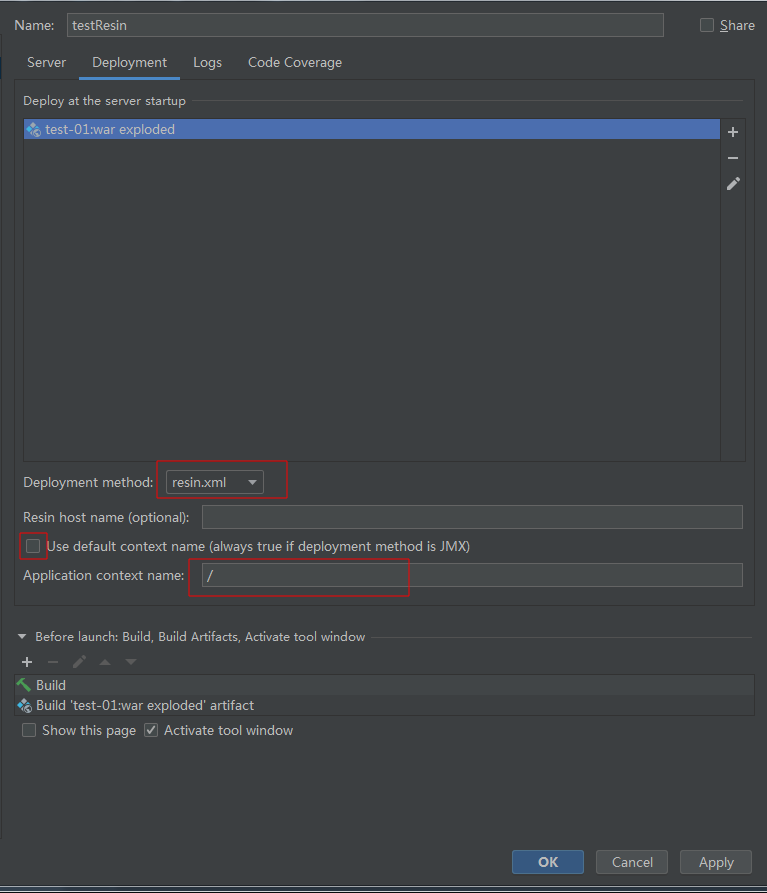 Name: testResin Share
Server Deployment Logs Code Coverage
Deploy at the server startup
test-01:war exploded
Deployment method: resin.xml
Resin host name (optional):
Use default context name (always true if deployment method is JMX)
Application context name: /
Before launch: Build, Build Artifacts, Activate tool window
Build
Build 'test-01:war exploded' artifact
Show this page Activate tool window
OK Cancel Apply